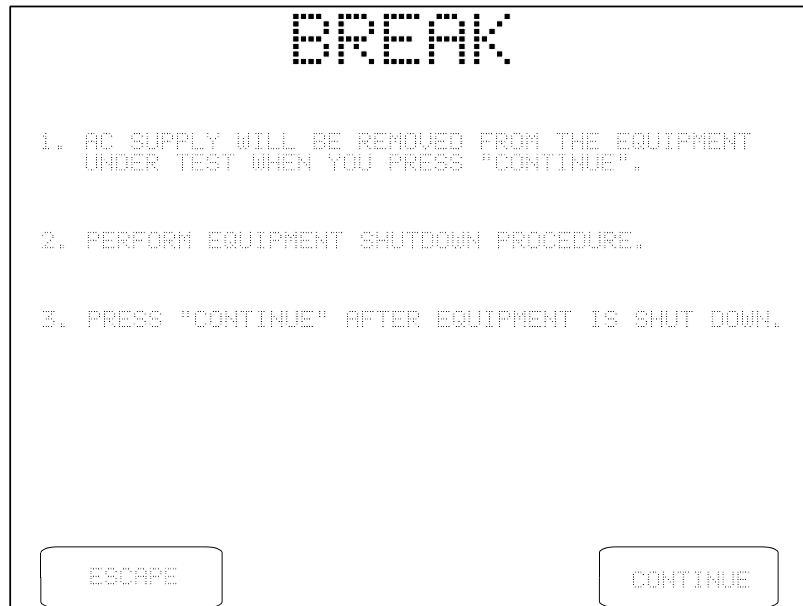 BREAK
1. AC SUPPLY WILL BE REMOVED FROM THE EQUIPMENT
UNDER TEST WHEN YOU PRESS "CONTINUE".
2. PERFORM EQUIPMENT SHUTDOWN PROCEDURE.
3. PRESS "CONTINUE" AFTER EQUIPMENT IS SHUT DOWN.
ESCAPE
CONTINUE